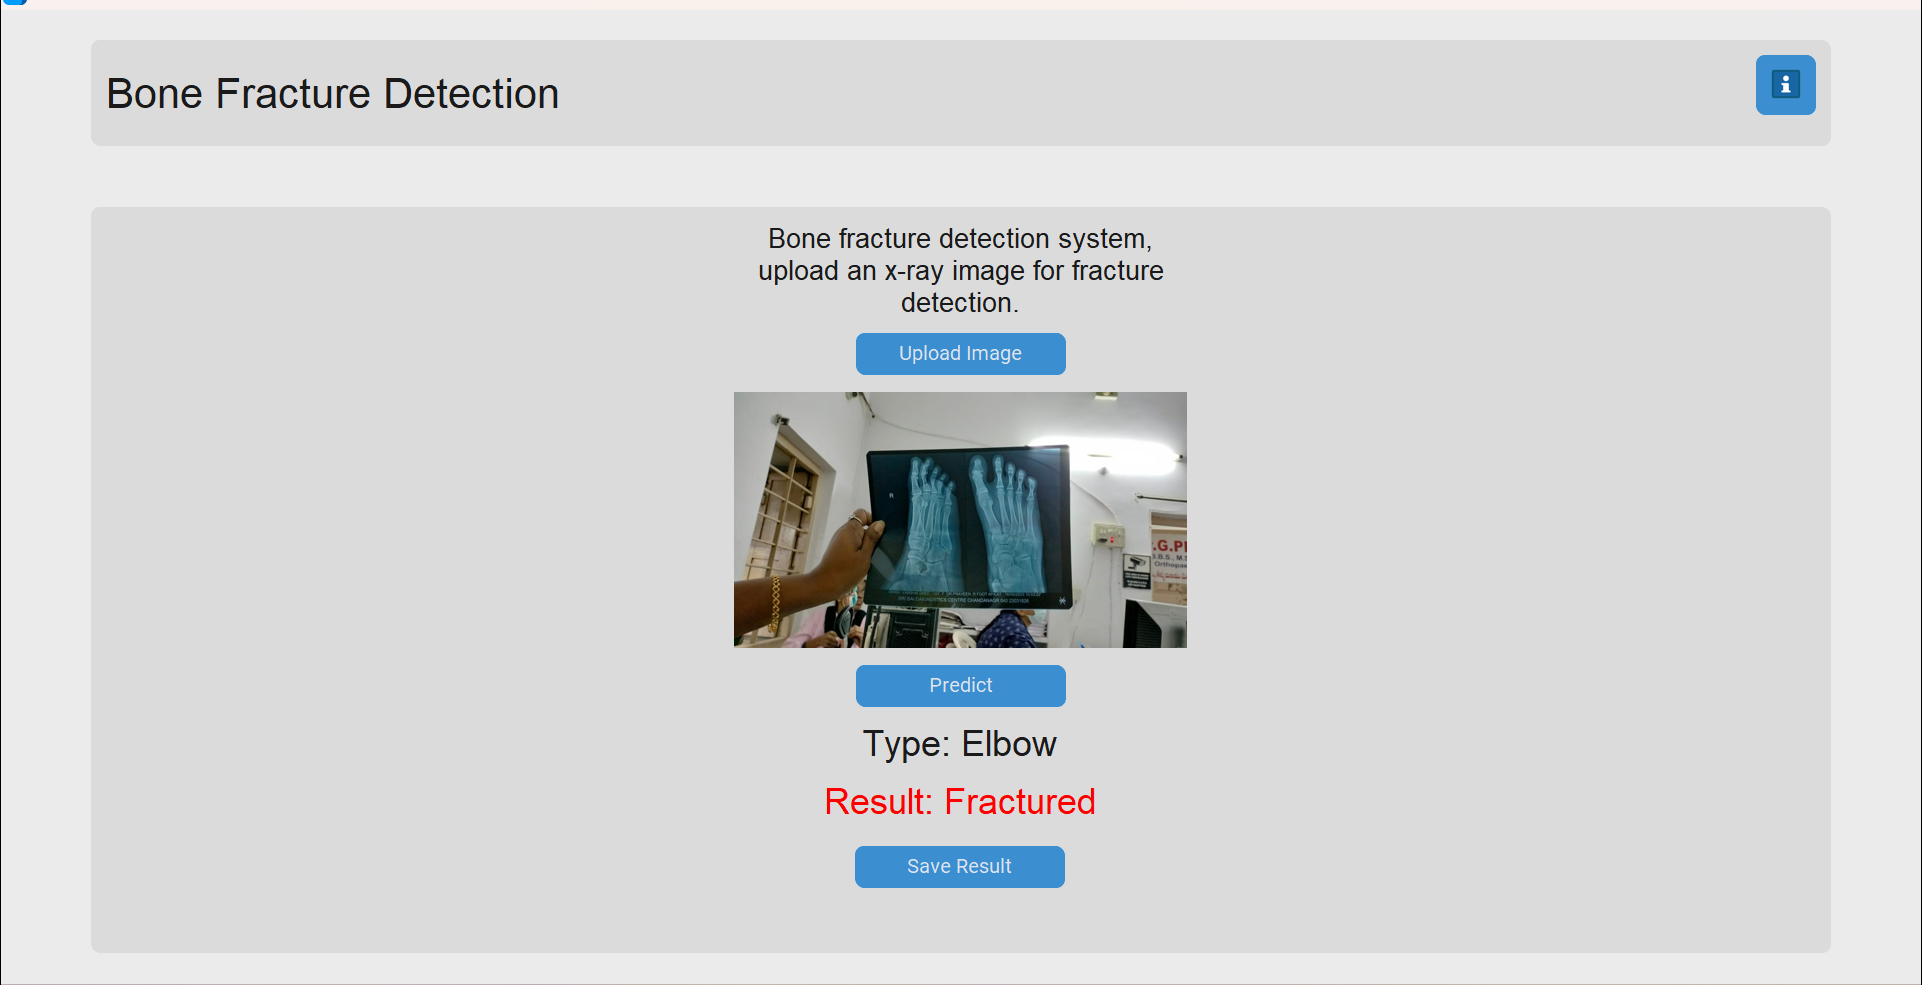 Bone Fracture Detection
Bone fracture detection system,
upload an x-ray image for fracture
detection.
Upload Image
R
.G.P
Orthopae
Predict
Type: Elbow
Result: Fractured
Save Result